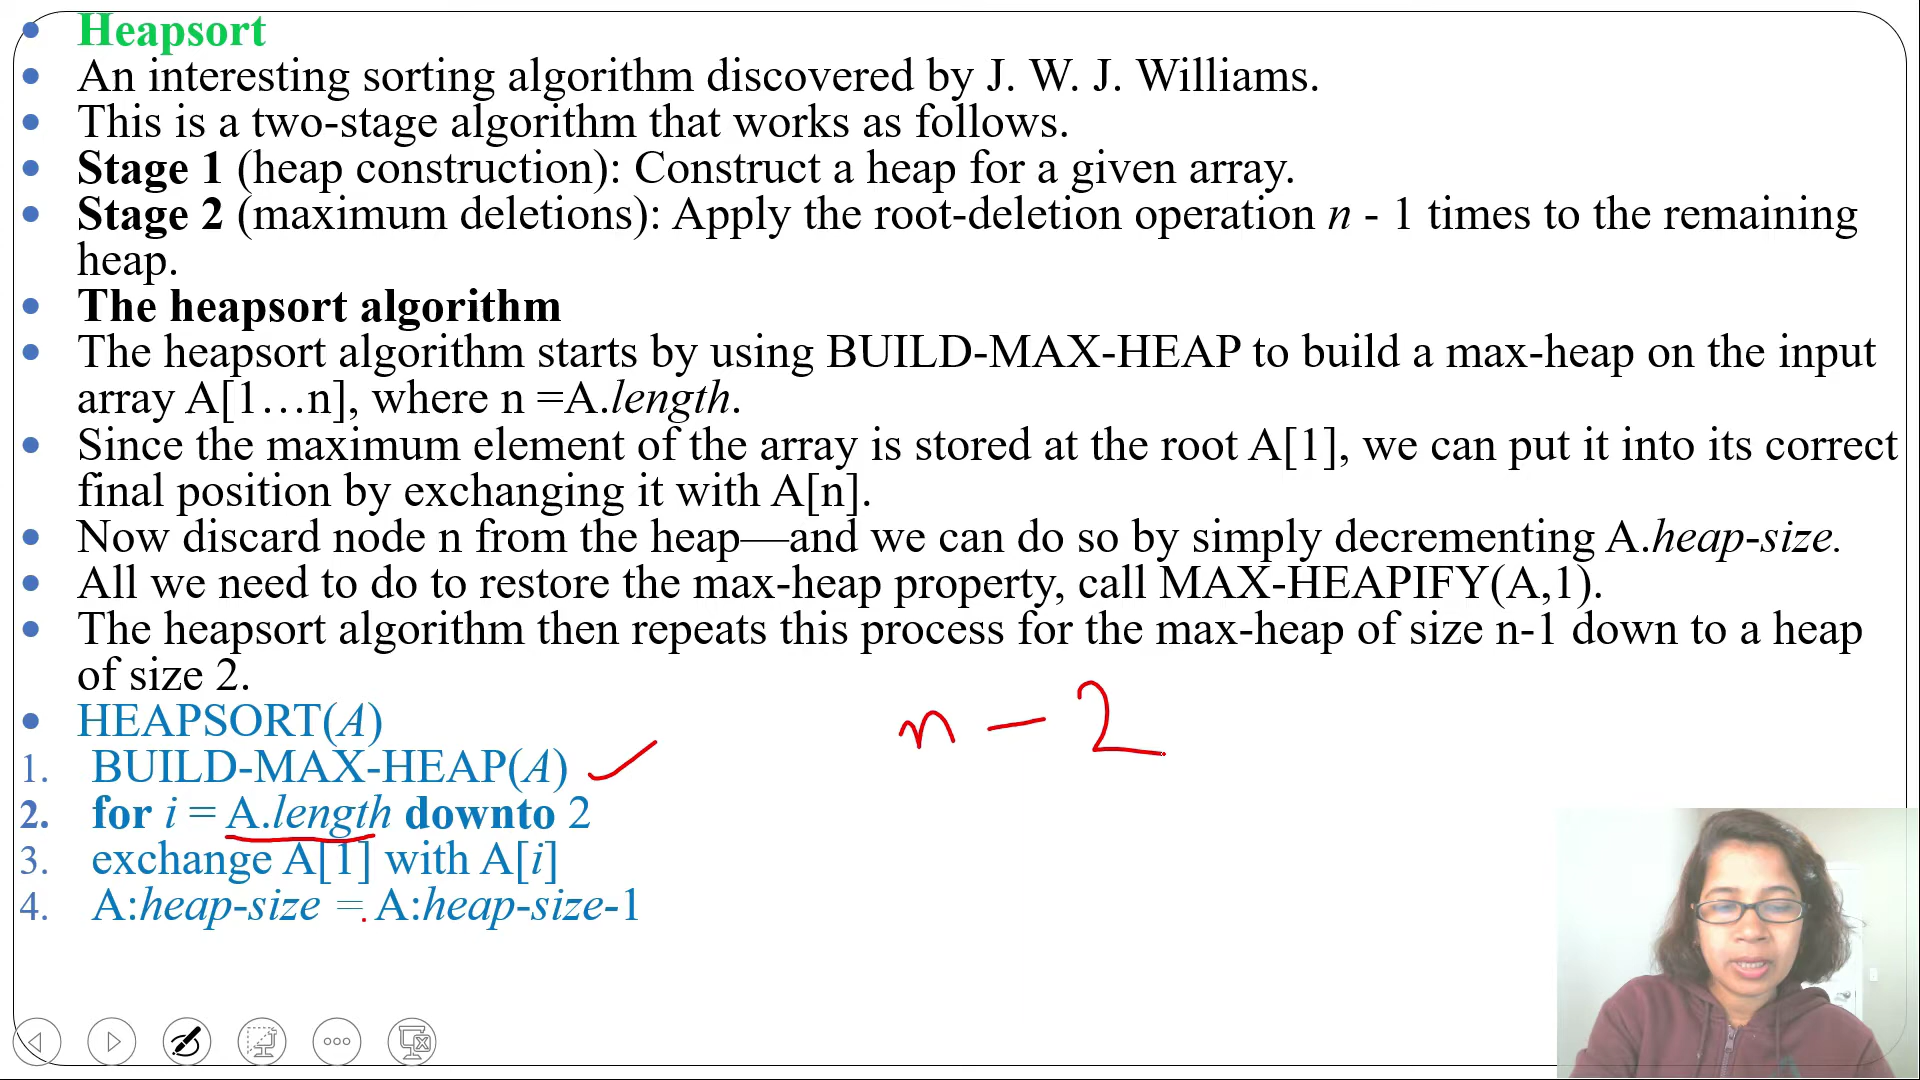 • Heapsort
• An interesting sorting algorithm discovered by J. W. J. Williams.
• This is a two-stage algorithm that works as follows.
• Stage 1 (heap construction): Construct a heap for a given array.
• Stage 2 (maximum deletions): Apply the root-deletion operation n - 1 times to the remaining
heap.
• The heapsort algorithm
• The heapsort algorithm starts by using BUILD-MAX-HEAP to build a max-heap on the input
array A[1…n], where n =A.length.
• Since the maximum element of the array is stored at the root A[1], we can put it into its correct
final position by exchanging it with A[n].
• Now discard node n from the heap—and we can do so by simply decrementing A.heap-size.
• All we need to do to restore the max-heap property, call MAX-HEAPIFY(A,1).
• The heapsort algorithm then repeats this process for the max-heap of size n-1 down to a heap
of size 2.
• HEAPSORT(A)
n - 2
1. BUILD-MAX-HEAP(A)
2. for i = A.length downto 2
3. exchange A[1] with A[i]
4. A:heap-size = A:heap-size-1